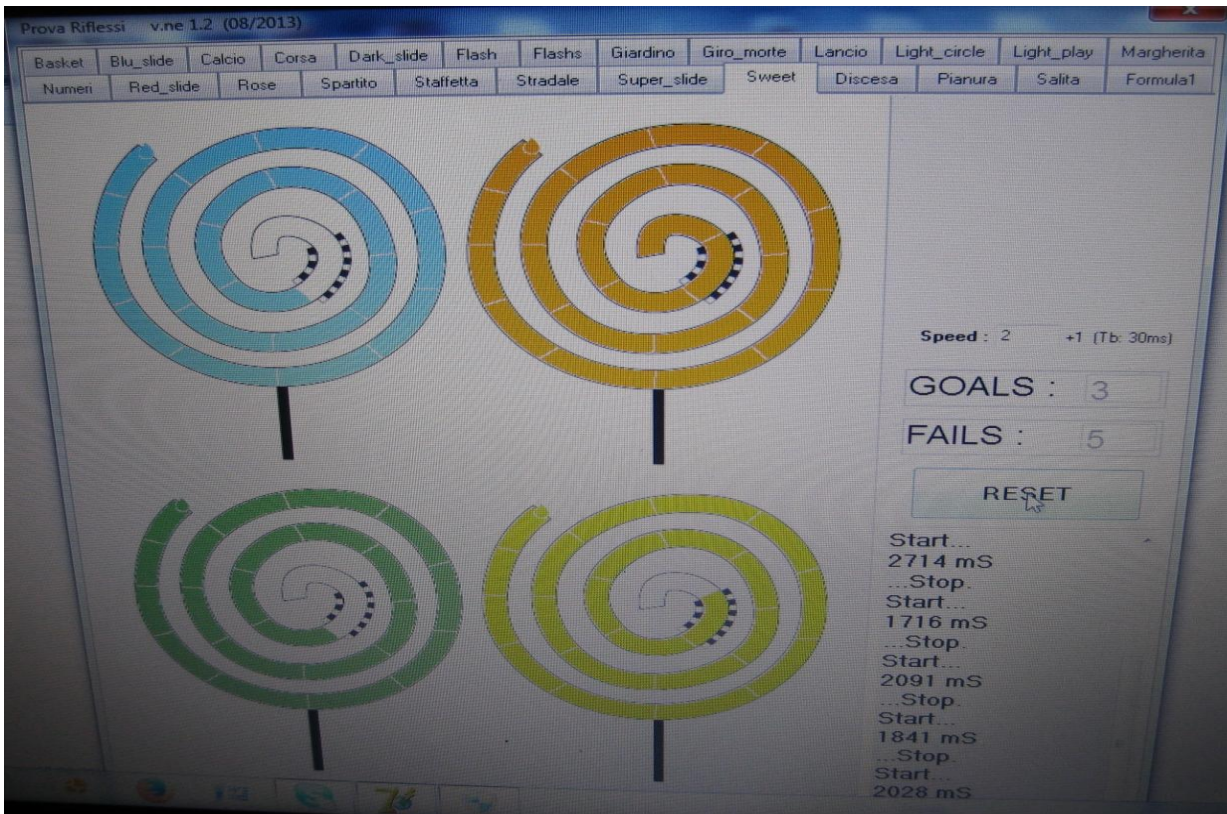 Prova Riflessi v.ne 1.2 (08/2013)
Basket Blu_slide Calcio Corsa Dark_slide Flash Flashs Giardino Giro_morte Lancio Light_circle Light_play Margherita
Numeri Red_slide Rose Spartito Staffetta Stradale Super_slide Sweet Discesa Pianura Salita Formula1
Speed : 2 +1 (Tb: 30ms)
GOALS : 3
FAILS : 5
RESET
Start...
2714 mS
...Stop.
Start...
1716 mS
...Stop.
Start...
2091 mS
...Stop.
Start...
1841 mS
...Stop.
Start...
2028 mS